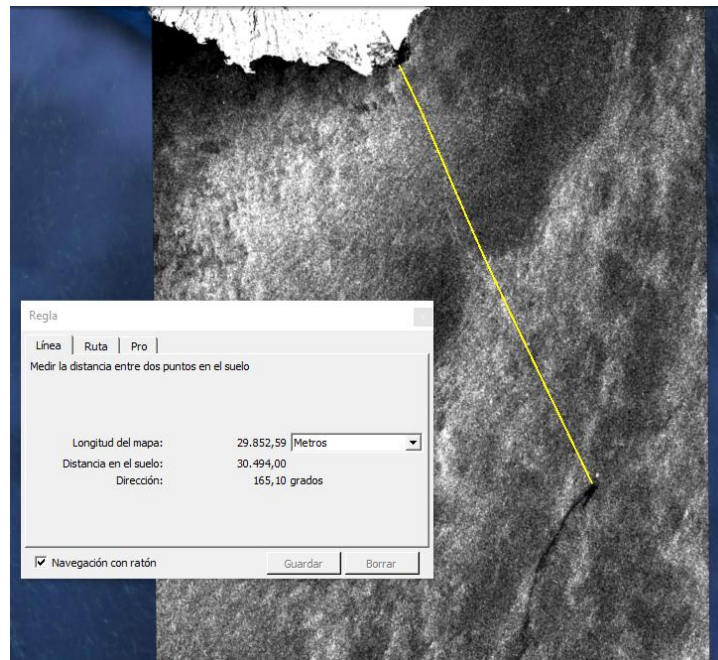 Regla
Línea Ruta Pro
Medir la distancia entre dos puntos en el suelo
Longitud del mapa: 29.852,59 Metros
Distancia en el suelo: 30.494,00
Dirección: 165,10 grados
Navegación con ratón Guardar Borrar